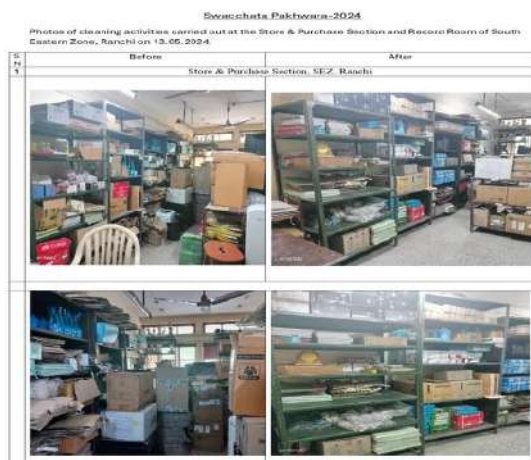 Swacchata Pakhwara-2024
Photos of cleaning activities carried out at the Store & Purchase Section and Record Room of South
Eastern Zone, Ranchi on 13.05.2024.
S.N Before After
1 Store & Purchase Section, SEZ, Ranchi